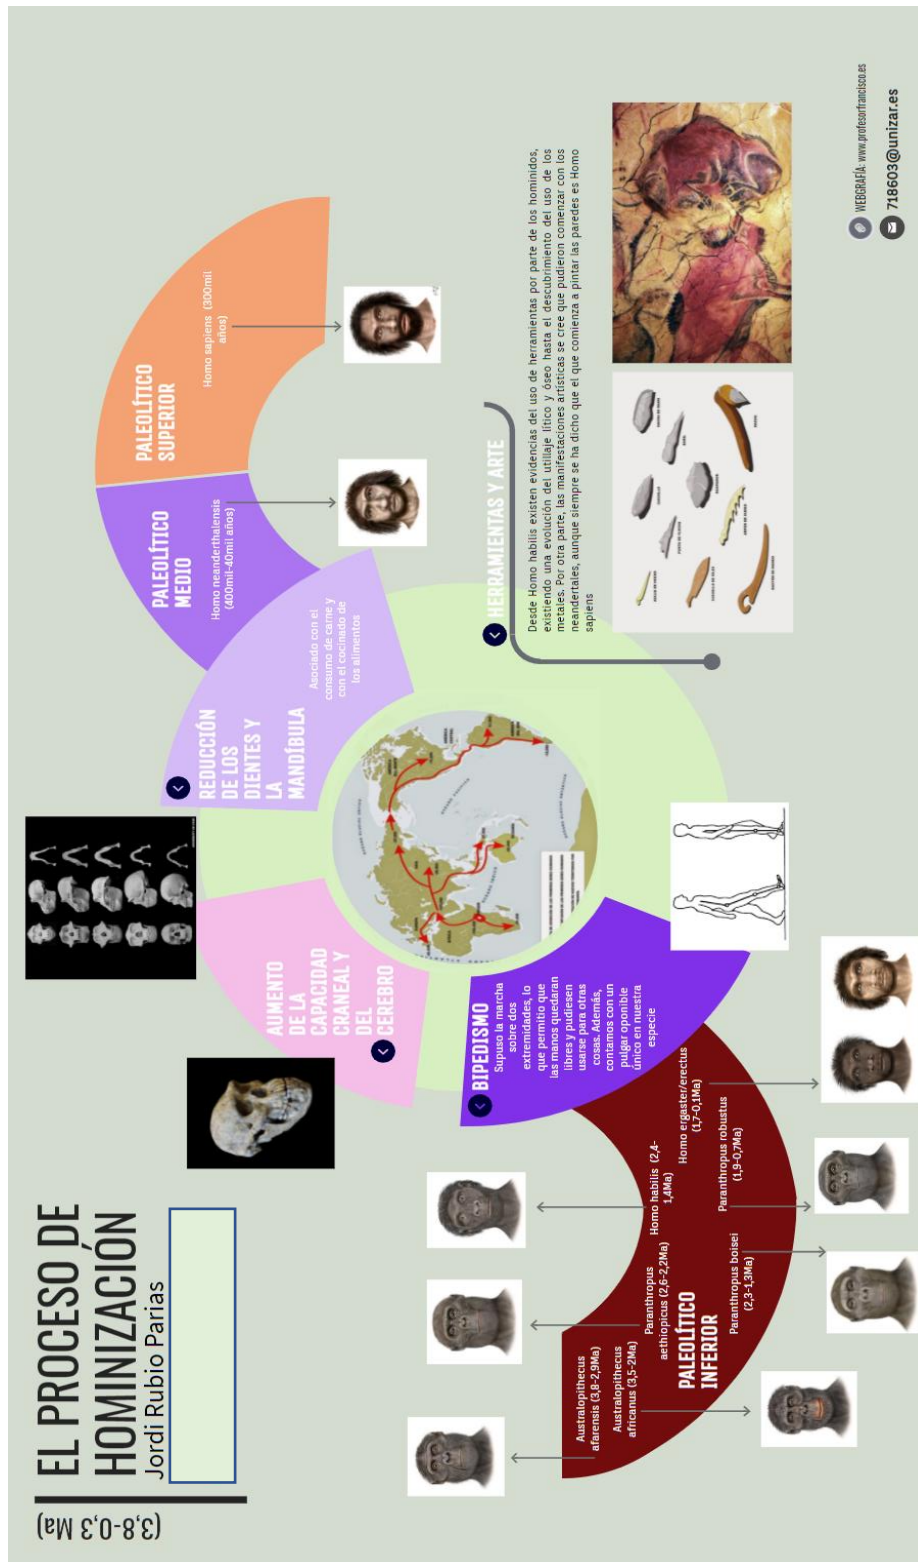 EL PROCESO DE
HOMINIZACIÓN
Jordi Rubio Parias
(3,8-0,3 Ma)
Australopithecus
afarensis (3,8-2,9Ma)
Australopithecus
africanus (3,5-2Ma)
Paranthropus
aethiopicus (2,6-2,2Ma)
Homo habilis (2,4-
1,4Ma)
PALEOLÍTICO
INFERIOR
Paranthropus boisei
(2,3-1,3Ma)
Paranthropus robustus
(1,9-0,7Ma)
Homo ergaster/erectus
(1,7-0,1Ma)
BIPEDISMO
Supuso la marcha
sobre dos
extremidades, lo
que permitio que
las manos quedaran
libres y pudiesen
usarse para otras
cosas. Además,
contamos con un
pulgar oponible
único en nuestra
especie
AUMENTO
DE LA
CAPACIDAD
CRANEAL Y
DEL
CEREBRO
REDUCCIÓN
DE LOS
DIENTES Y
LA
MANDÍBULA
Asociado con el
consumo de carne y
con el cocinado de
los alimentos
PALEOLÍTICO
MEDIO
Homo neanderthalensis
(400mil-40mil años)
PALEOLÍTICO
SUPERIOR
Homo sapiens (300mil
años)
HERRAMIENTAS Y ARTE
Desde Homo habilis existen evidencias del uso de herramientas por parte de los hominidos,
existiendo una evolución del utillaje lítico y óseo hasta el descubrimiento del uso de los
metales. Por otra parte, las manifestaciones artísticas se cree que pudieron comenzar con los
neandertales, aunque siempre se ha dicho que el que comienza a pintar las paredes es Homo
sapiens
WEBGRAFÍA: www.profesorfrancisco.es
718603@unizar.es